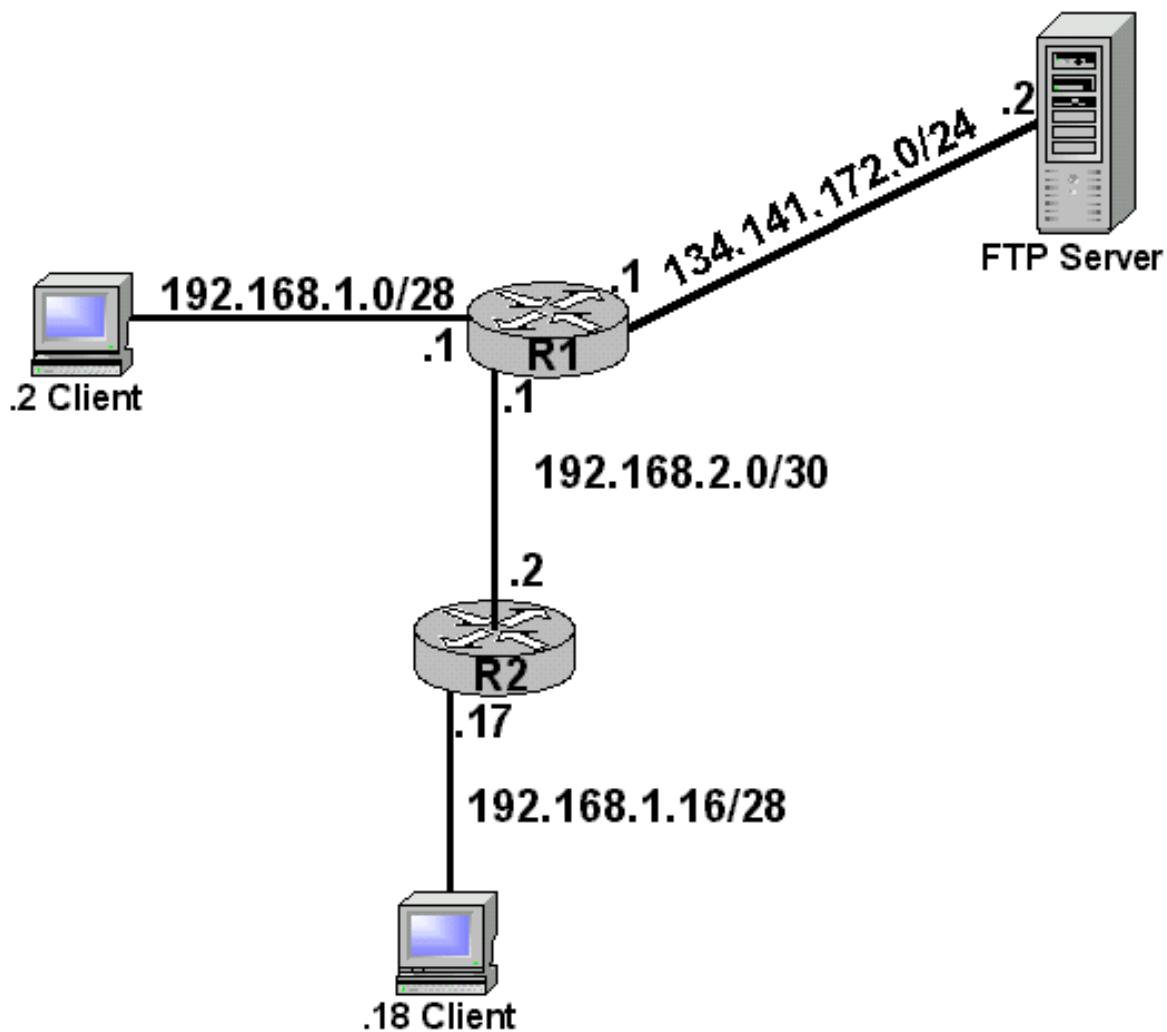 .2
134.141.172.0/24
FTP Server
192.168.1.0/28
.1
.1
R1
.2 Client
.1
192.168.2.0/30
.2
R2
.17
192.168.1.16/28
.18 Client